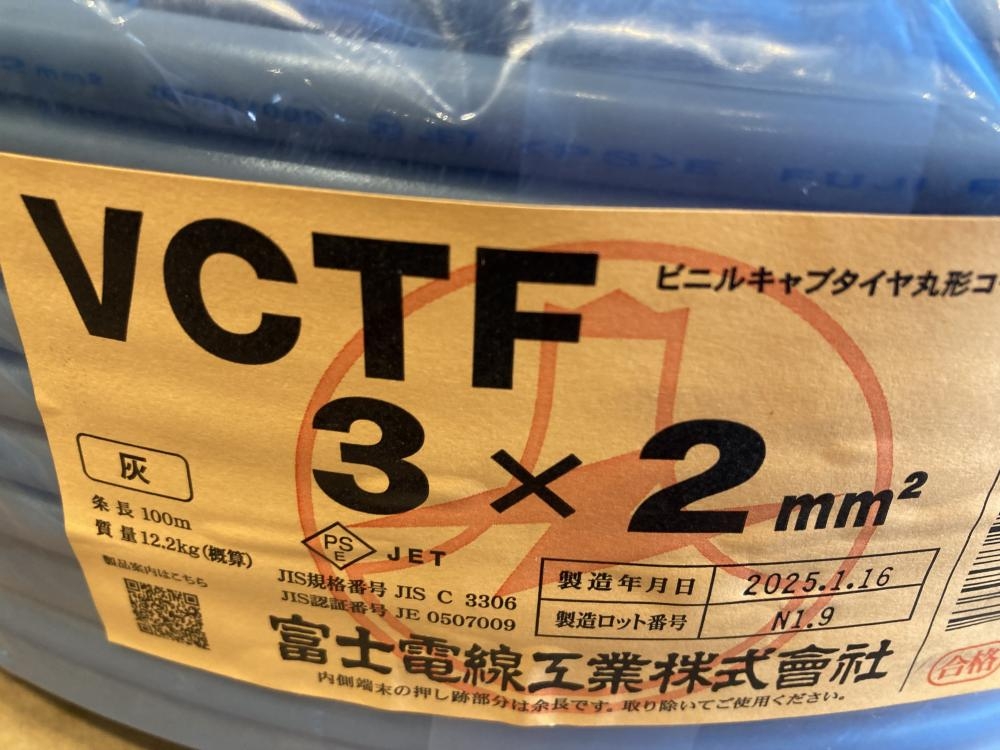 VCTF
ビニルキャブタイヤ丸形コー
3×2mm²
灰
条長 100m
質量 12.2kg(概算)
製品案内はこちら
PS
E
JET
JIS規格番号 JIS C 3306
JIS認証番号 JE 0507009
製造年月日 2025.1.16
製造ロット番号 N1.9
富士電線工業株式會社
内側端末の押し跡部分は余長です。取り除いてご使用ください。
合格